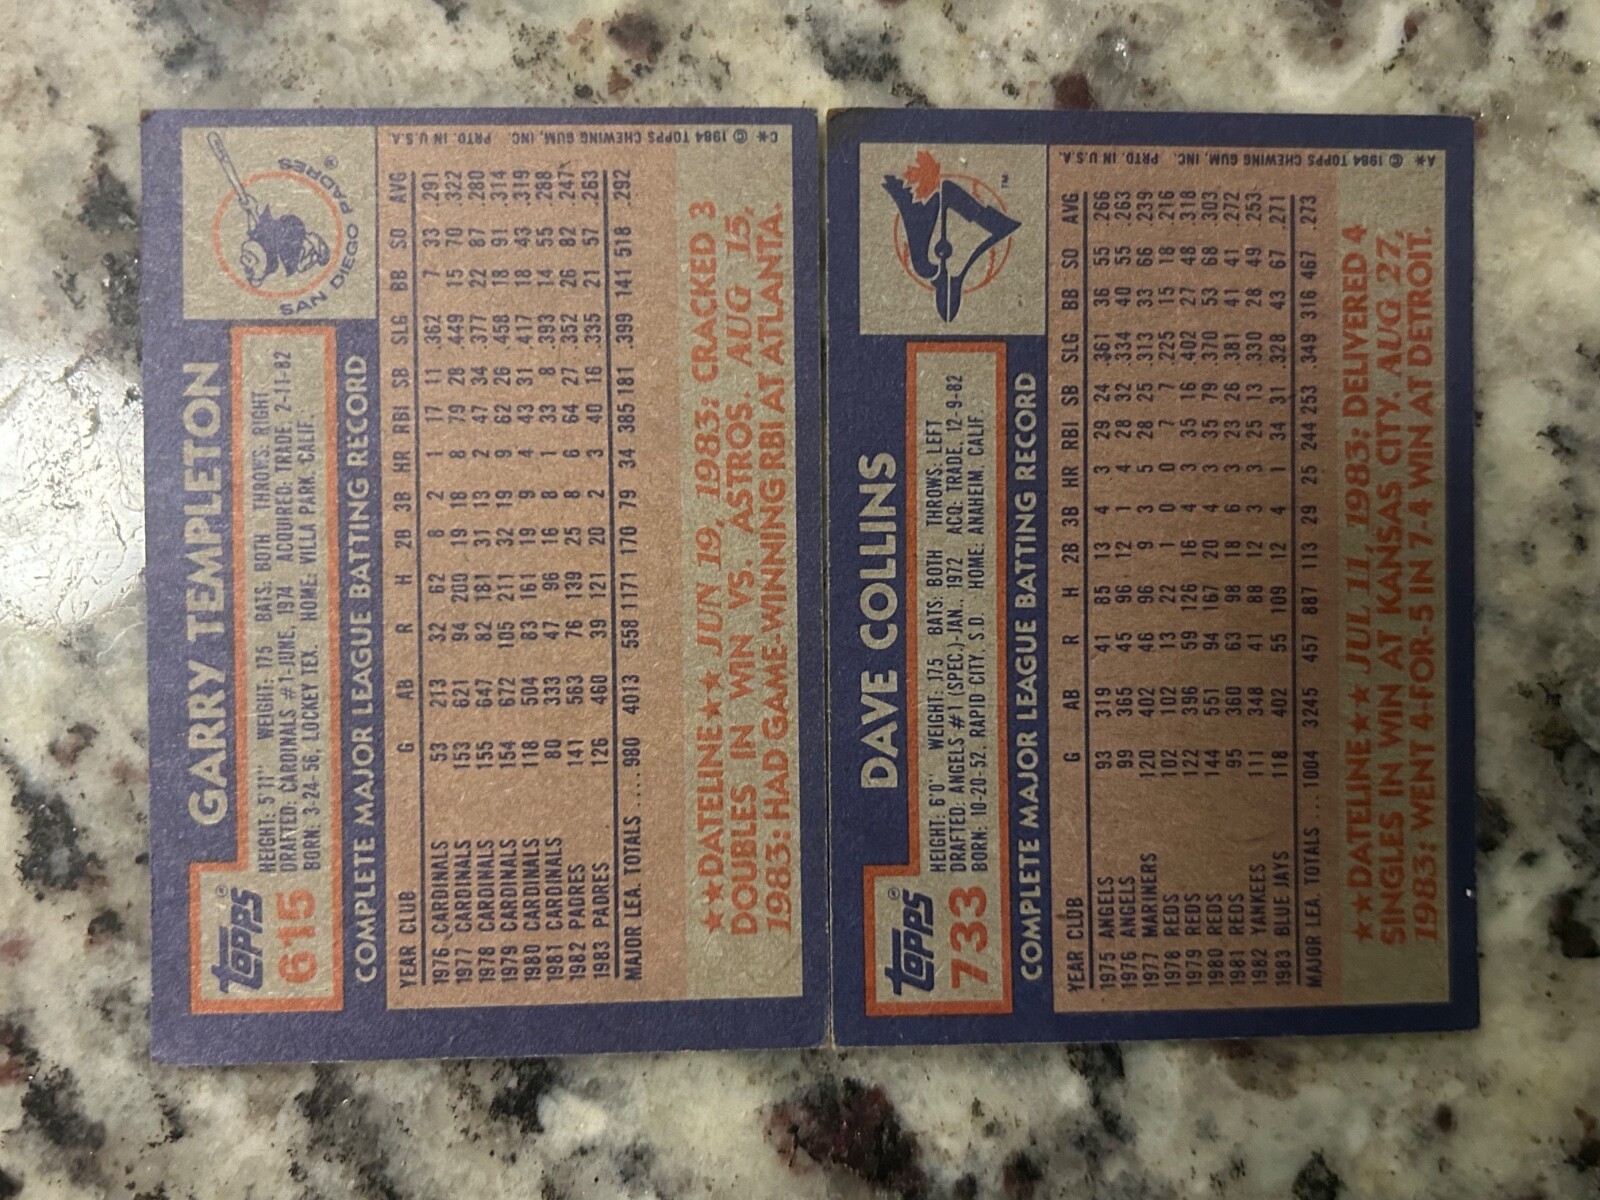 GARRY TEMPLETON
TOPPS®
615
HEIGHT: 5'11" WEIGHT: 175 BATS: BOTH THROWS: RIGHT
DRAFTED: CARDINALS #1-JUNE, 1974 ACQUIRED: TRADE, 2-11-82
BORN: 3-24-56, LOCKEY TEX. HOME: VILLA PARK, CALIF.
SAN DIEGO PADRES®
COMPLETE MAJOR LEAGUE BATTING RECORD
YEAR CLUB G AB R H 2B 3B HR RBI SB SLG BB SO AVG
1976 CARDINALS 53 213 32 62 8 2 1 17 11 .362 7 33 .291
1977 CARDINALS 153 621 94 200 19 18 8 79 28 .449 15 70 .322
1978 CARDINALS 155 647 82 181 31 13 2 47 34 .377 22 87 .280
1979 CARDINALS 154 672 105 211 32 19 9 62 26 .458 18 91 .314
1980 CARDINALS 118 504 83 161 19 9 4 43 31 .417 18 43 .319
1981 CARDINALS 80 333 47 96 16 8 1 33 8 .393 14 55 .288
1982 PADRES 141 563 76 139 25 8 6 64 27 .352 26 82 .247
1983 PADRES 126 460 39 121 20 2 3 40 16 .335 21 57 .263
MAJOR LEA. TOTALS .... 980 4013 558 1171 170 79 34 385 181 .399 141 518 .292
★★DATELINE★★ JUN 19, 1983: CRACKED 3
DOUBLES IN WIN VS. ASTROS. AUG 15,
1983: HAD GAME-WINNING RBI AT ATLANTA.
C* © 1984 TOPPS CHEWING GUM, INC. PRTD. IN U.S.A.
DAVE COLLINS
TOPPS®
733
HEIGHT: 6'0" WEIGHT: 175 BATS: BOTH THROWS: LEFT
DRAFTED: ANGELS #1 (SPEC.)-JAN., 1972 ACQ: TRADE, 12-9-82
BORN: 10-20-52, RAPID CITY, S.D. HOME: ANAHEIM, CALIF.
TM
COMPLETE MAJOR LEAGUE BATTING RECORD
YEAR CLUB G AB R H 2B 3B HR RBI SB SLG BB SO AVG
1975 ANGELS 93 319 41 85 13 4 3 29 24 .361 36 55 .266
1976 ANGELS 99 365 45 96 12 1 4 28 32 .334 40 55 .263
1977 MARINERS 120 402 46 96 9 3 5 28 25 .313 33 66 .239
1978 REDS 102 102 13 22 1 0 0 7 7 .225 15 18 .216
1979 REDS 122 396 59 126 16 4 3 35 16 .402 27 48 .318
1980 REDS 144 551 94 167 20 4 3 35 79 .370 53 68 .303
1981 REDS 95 360 63 98 18 6 3 23 26 .381 41 41 .272
1982 YANKEES 111 348 41 88 12 3 3 25 13 .330 28 49 .253
1983 BLUE JAYS 118 402 55 109 12 4 1 34 31 .328 43 67 .271
MAJOR LEA. TOTALS ... 1004 3245 457 887 113 29 25 244 253 .349 316 467 .273
★★DATELINE★★ JUL 11, 1983: DELIVERED 4
SINGLES IN WIN AT KANSAS CITY. AUG 27,
1983: WENT 4-FOR-5 IN 7-4 WIN AT DETROIT.
A* © 1984 TOPPS CHEWING GUM, INC. PRTD. IN U.S.A.